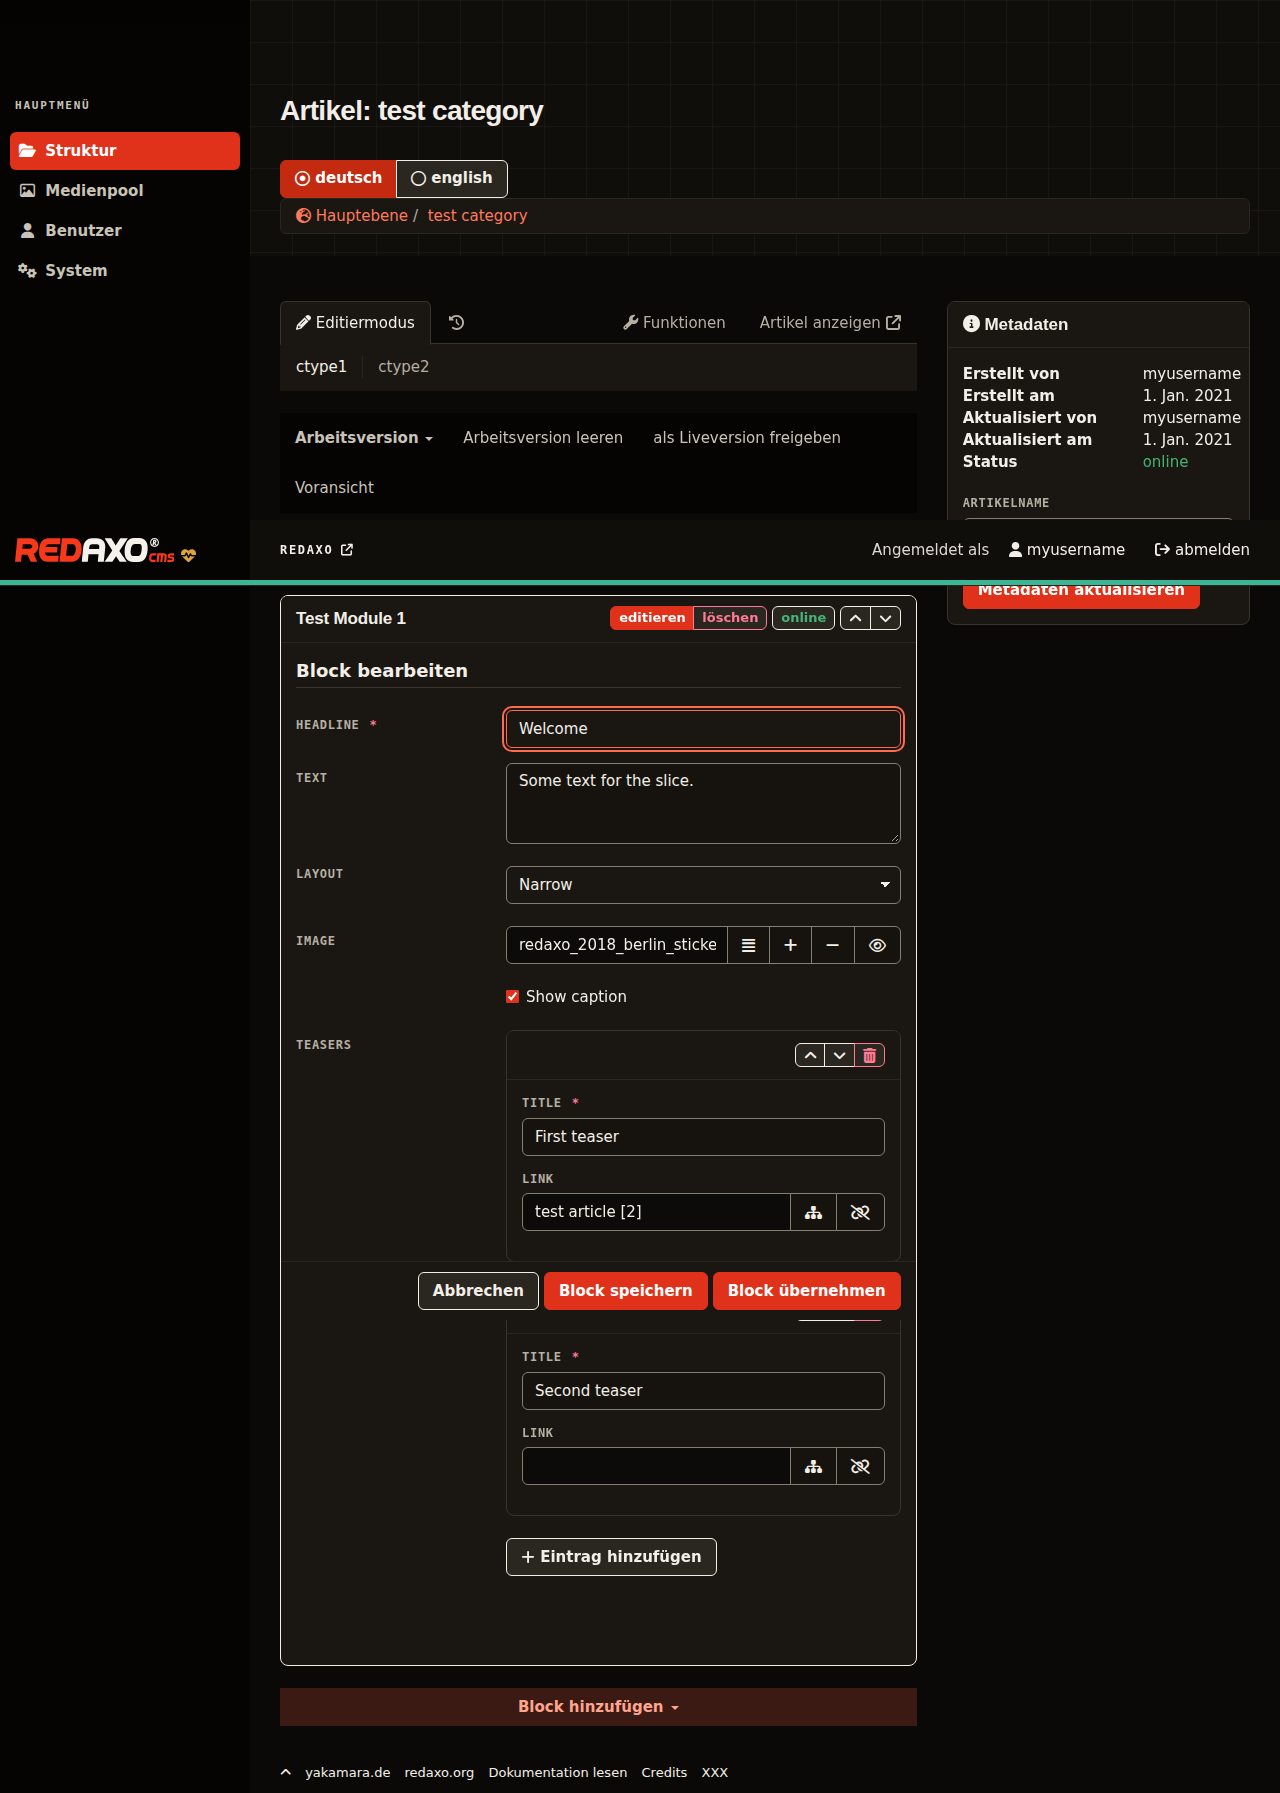 HAUPTMENÜ
Struktur
Medienpool
Benutzer
System
Artikel: test category
deutsch
english
Hauptebene / test category
Editiermodus
Funktionen
Artikel anzeigen
ctype1
ctype2
Arbeitsversion
Arbeitsversion leeren
als Liveversion freigeben
Voransicht
Metadaten
Erstellt von myusername
Erstellt am 1. Jan. 2021
Aktualisiert von myusername
Aktualisiert am 1. Jan. 2021
Status online
ARTIKELNAME
REDAXO® cms
REDAXO
Angemeldet als myusername
abmelden
Metadaten aktualisieren
Test Module 1
editieren
löschen
online
Block bearbeiten
HEADLINE *
Welcome
TEXT
Some text for the slice.
LAYOUT
Narrow
IMAGE
redaxo_2018_berlin_sticke
Show caption
TEASERS
TITLE *
First teaser
LINK
test article [2]
Abbrechen
Block speichern
Block übernehmen
TITLE *
Second teaser
LINK
Eintrag hinzufügen
Block hinzufügen
yakamara.de
redaxo.org
Dokumentation lesen
Credits
XXX